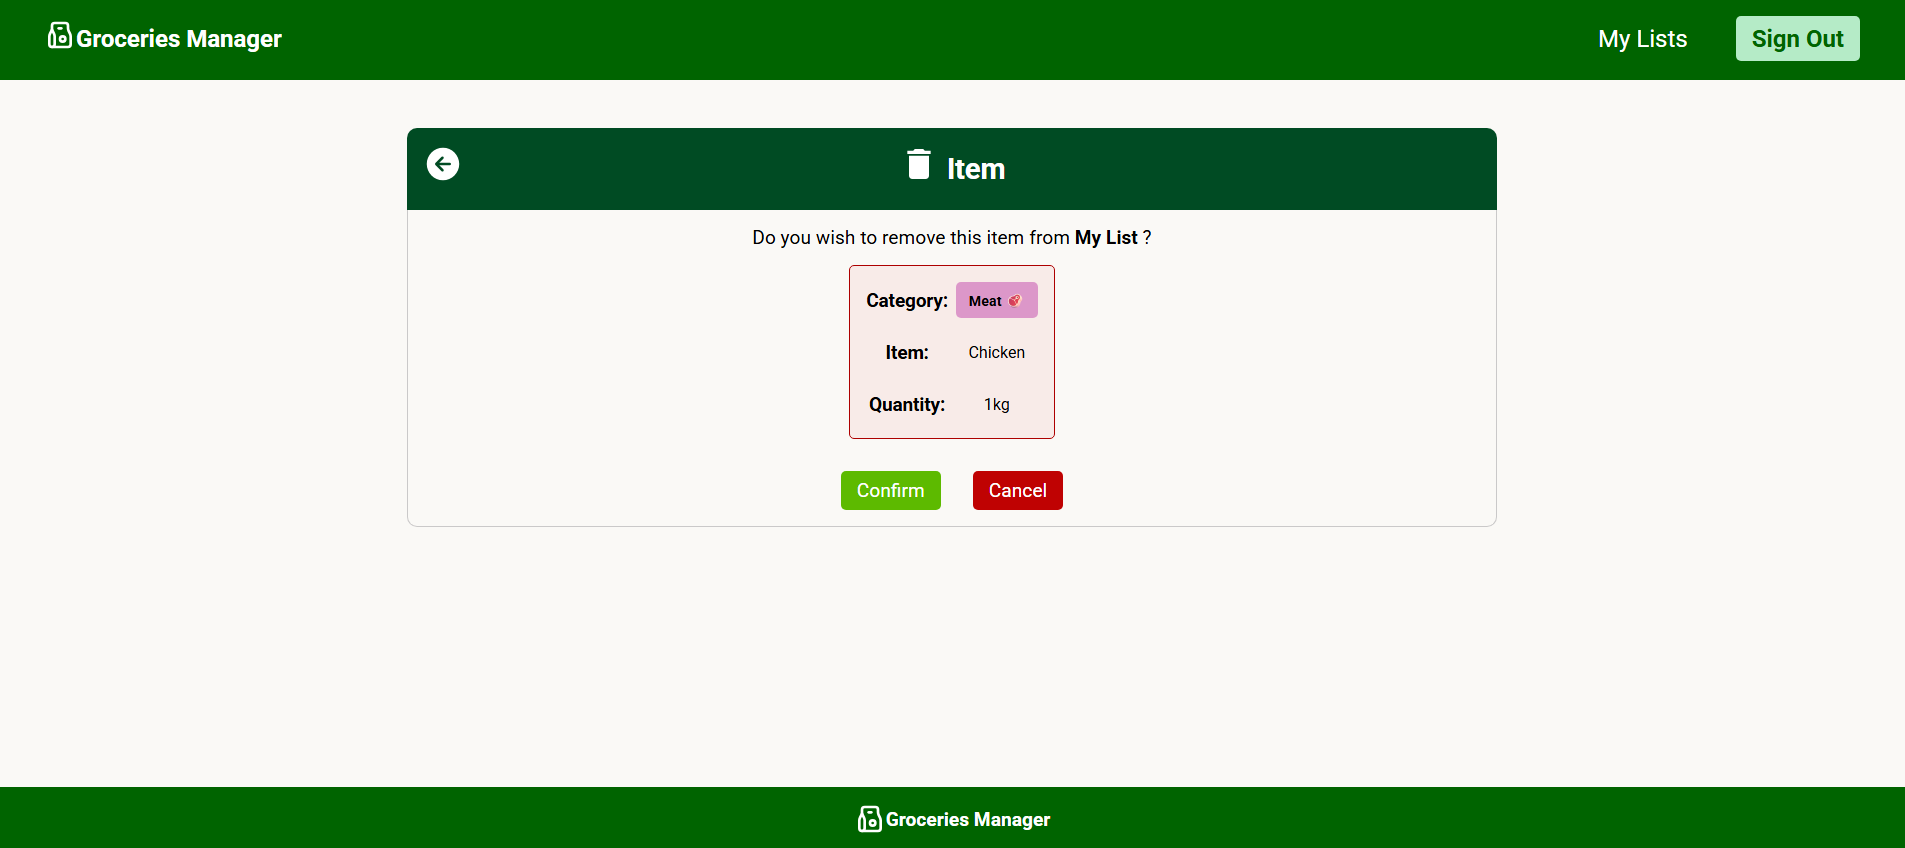 Groceries Manager
My Lists
Sign Out
Item
Do you wish to remove this item from My List ?
Category: Meat
Item: Chicken
Quantity: 1kg
Confirm
Cancel
Groceries Manager